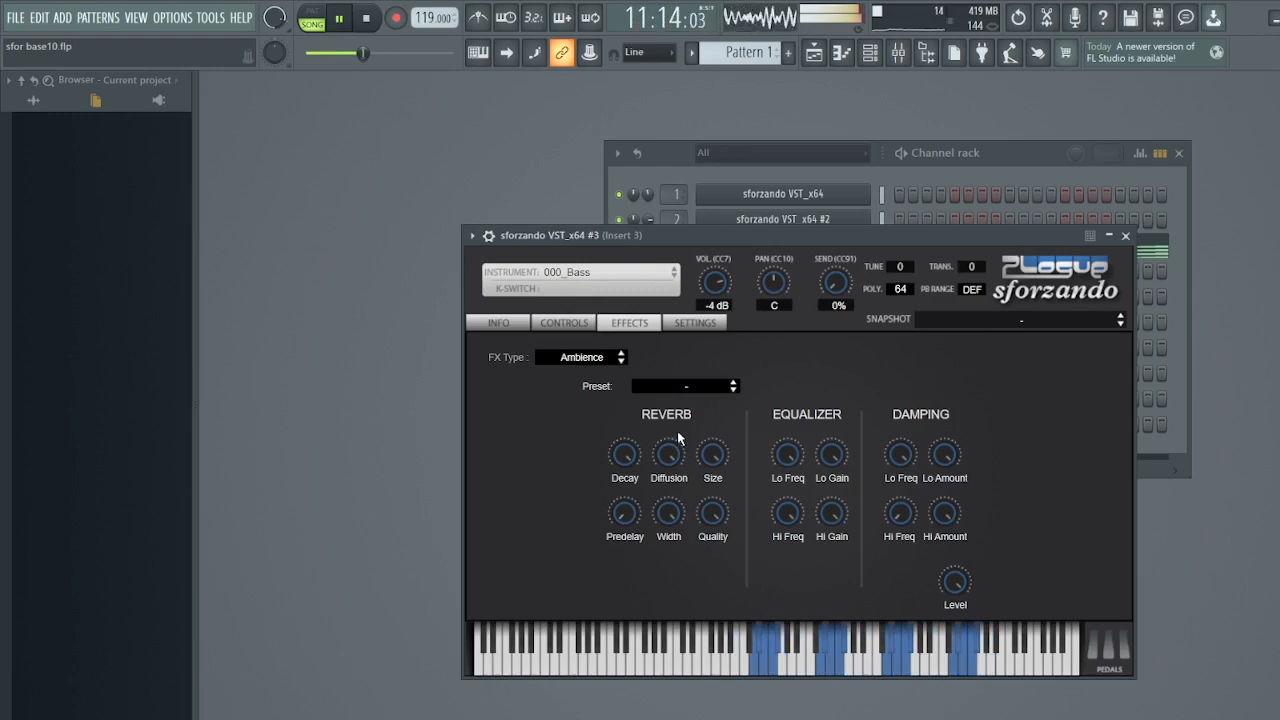 FILE EDIT ADD PATTERNS VIEW OPTIONS TOOLS HELP
PAT
SONG
119.000
3 2 1
11:14:03
14
419 MB
144
sfor base10.flp
Line
Pattern 1
Today A newer version of
FL Studio is available!
Browser - Current project
All
Channel rack
1
sforzando VST_x64
2
sforzando VST_x64 #2
sforzando VST_x64 #3 (Insert 3)
INSTRUMENT: 000_Bass
K-SWITCH :
VOL. (CC7)
-4 dB
PAN (CC10)
C
SEND (CC91)
0%
TUNE 0
TRANS. 0
POLY. 64
PB RANGE DEF
PLOGUE
sforzando
INFO
CONTROLS
EFFECTS
SETTINGS
SNAPSHOT -
FX Type : Ambience
Preset: -
REVERB
EQUALIZER
DAMPING
Decay Diffusion Size
Lo Freq Lo Gain
Lo Freq Lo Amount
Predelay Width Quality
Hi Freq Hi Gain
Hi Freq Hi Amount
Level
PEDALS